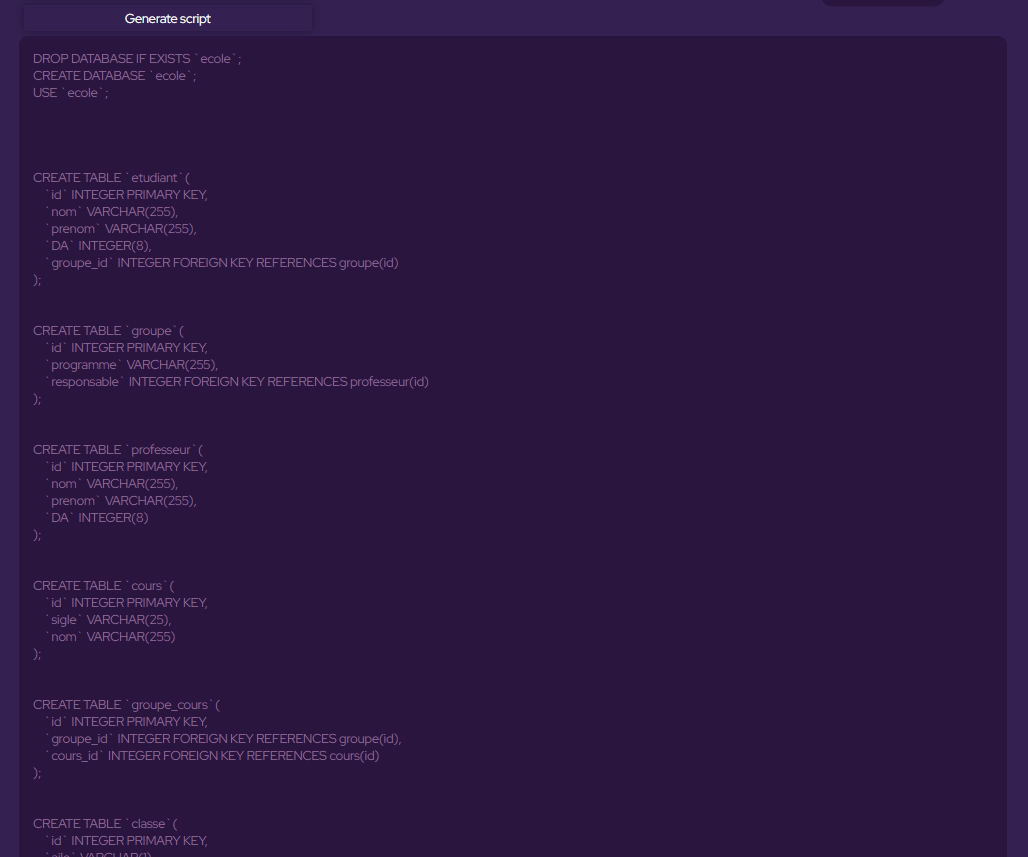 Generate script
DROP DATABASE IF EXISTS `ecole`;
CREATE DATABASE `ecole`;
USE `ecole`;
CREATE TABLE `etudiant`(
`id` INTEGER PRIMARY KEY,
`nom` VARCHAR(255),
`prenom` VARCHAR(255),
`DA` INTEGER(8),
`groupe_id` INTEGER FOREIGN KEY REFERENCES groupe(id)
);
CREATE TABLE `groupe`(
`id` INTEGER PRIMARY KEY,
`programme` VARCHAR(255),
`responsable` INTEGER FOREIGN KEY REFERENCES professeur(id)
);
CREATE TABLE `professeur`(
`id` INTEGER PRIMARY KEY,
`nom` VARCHAR(255),
`prenom` VARCHAR(255),
`DA` INTEGER(8)
);
CREATE TABLE `cours`(
`id` INTEGER PRIMARY KEY,
`sigle` VARCHAR(25),
`nom` VARCHAR(255)
);
CREATE TABLE `groupe_cours`(
`id` INTEGER PRIMARY KEY,
`groupe_id` INTEGER FOREIGN KEY REFERENCES groupe(id),
`cours_id` INTEGER FOREIGN KEY REFERENCES cours(id)
);
CREATE TABLE `classe`(
`id` INTEGER PRIMARY KEY,